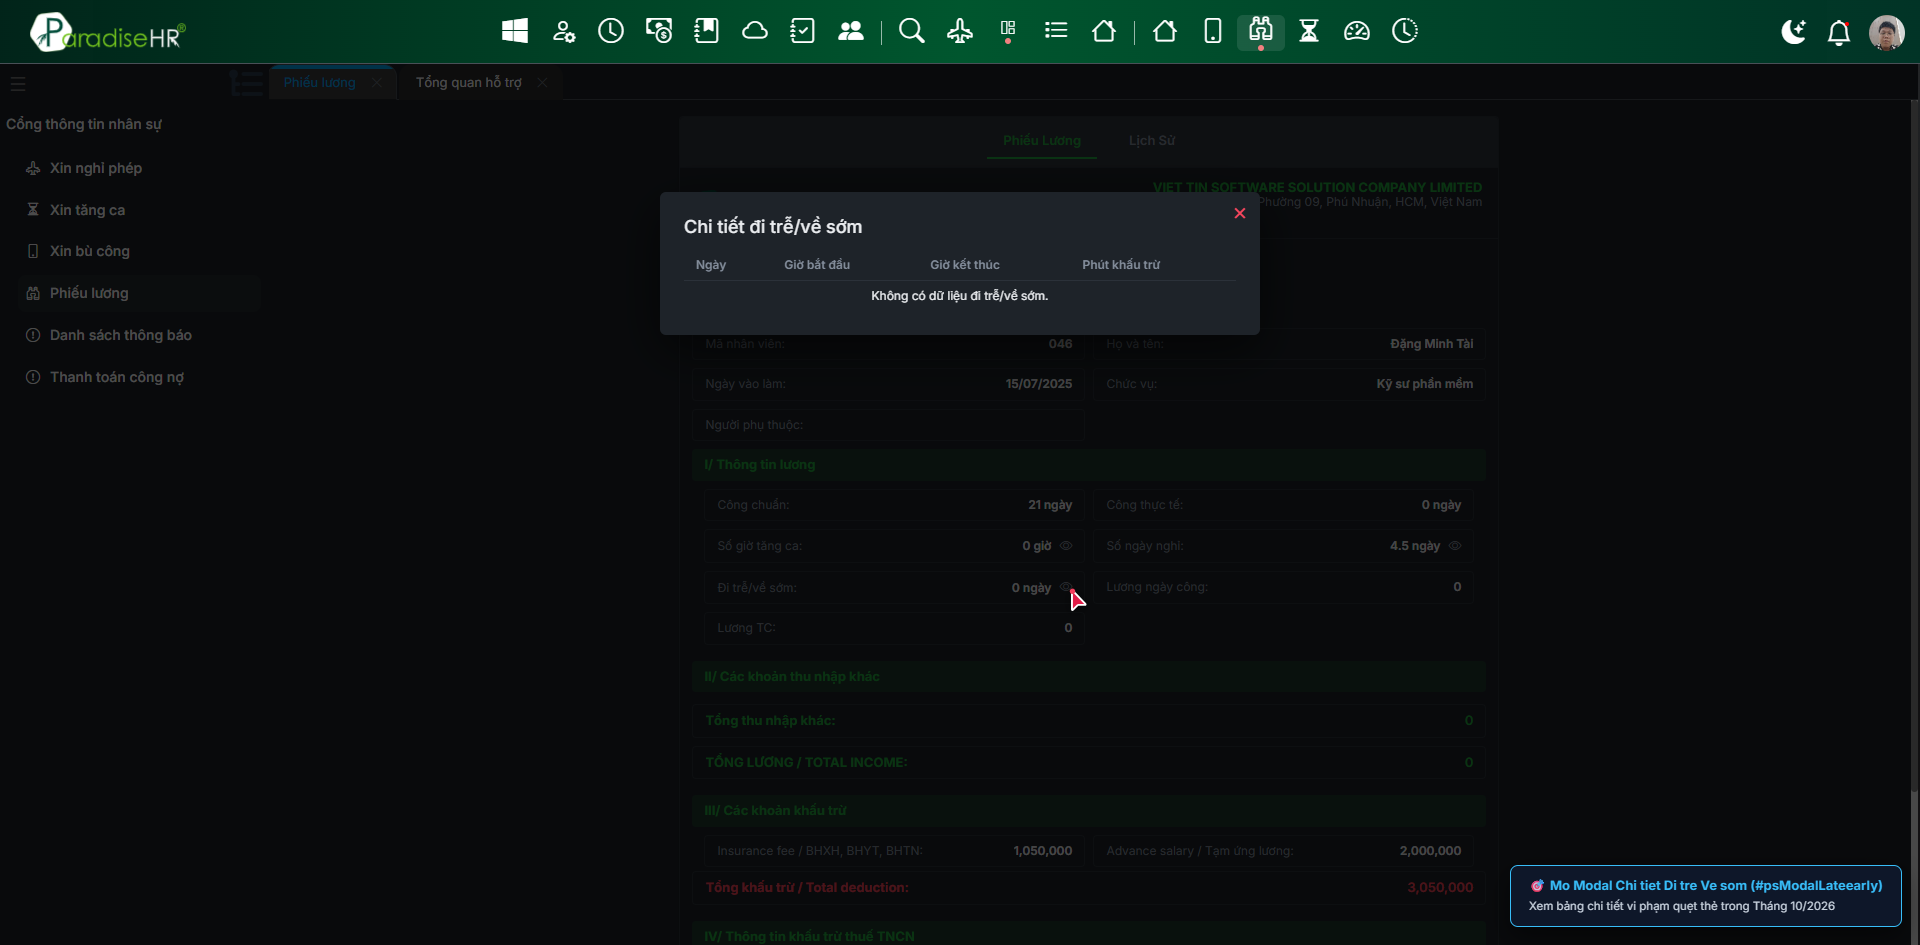 ParadiseHR®
Phiếu lương
Tổng quan hỗ trợ
Cổng thông tin nhân sự
Xin nghỉ phép
Xin tăng ca
Xin bù công
Phiếu lương
Danh sách thông báo
Thanh toán công nợ
Phiếu Lương
Lịch Sử
VIET TIN SOFTWARE SOLUTION COMPANY LIMITED
Phường 09, Phú Nhuận, HCM, Việt Nam
Chi tiết đi trễ/về sớm
Ngày Giờ bắt đầu Giờ kết thúc Phút khấu trừ
Không có dữ liệu đi trễ/về sớm.
Mã nhân viên: 046 Họ và tên: Đặng Minh Tài
Ngày vào làm: 15/07/2025 Chức vụ: Kỹ sư phần mềm
Người phụ thuộc:
I/ Thông tin lương
Công chuẩn: 21 ngày Công thực tế: 0 ngày
Số giờ tăng ca: 0 giờ Số ngày nghỉ: 4.5 ngày
Đi trễ/về sớm: 0 ngày Lương ngày công: 0
Lương TC: 0
II/ Các khoản thu nhập khác
Tổng thu nhập khác: 0
TỔNG LƯƠNG / TOTAL INCOME: 0
III/ Các khoản khấu trừ
Insurance fee / BHXH, BHYT, BHTN: 1,050,000 Advance salary / Tạm ứng lương: 2,000,000
Tổng khấu trừ / Total deduction: 3,050,000
IV/ Thông tin khấu trừ thuế TNCN
Mo Modal Chi tiet Di tre Ve som (#psModalLateearly)
Xem bảng chi tiết vi phạm quẹt thẻ trong Tháng 10/2026